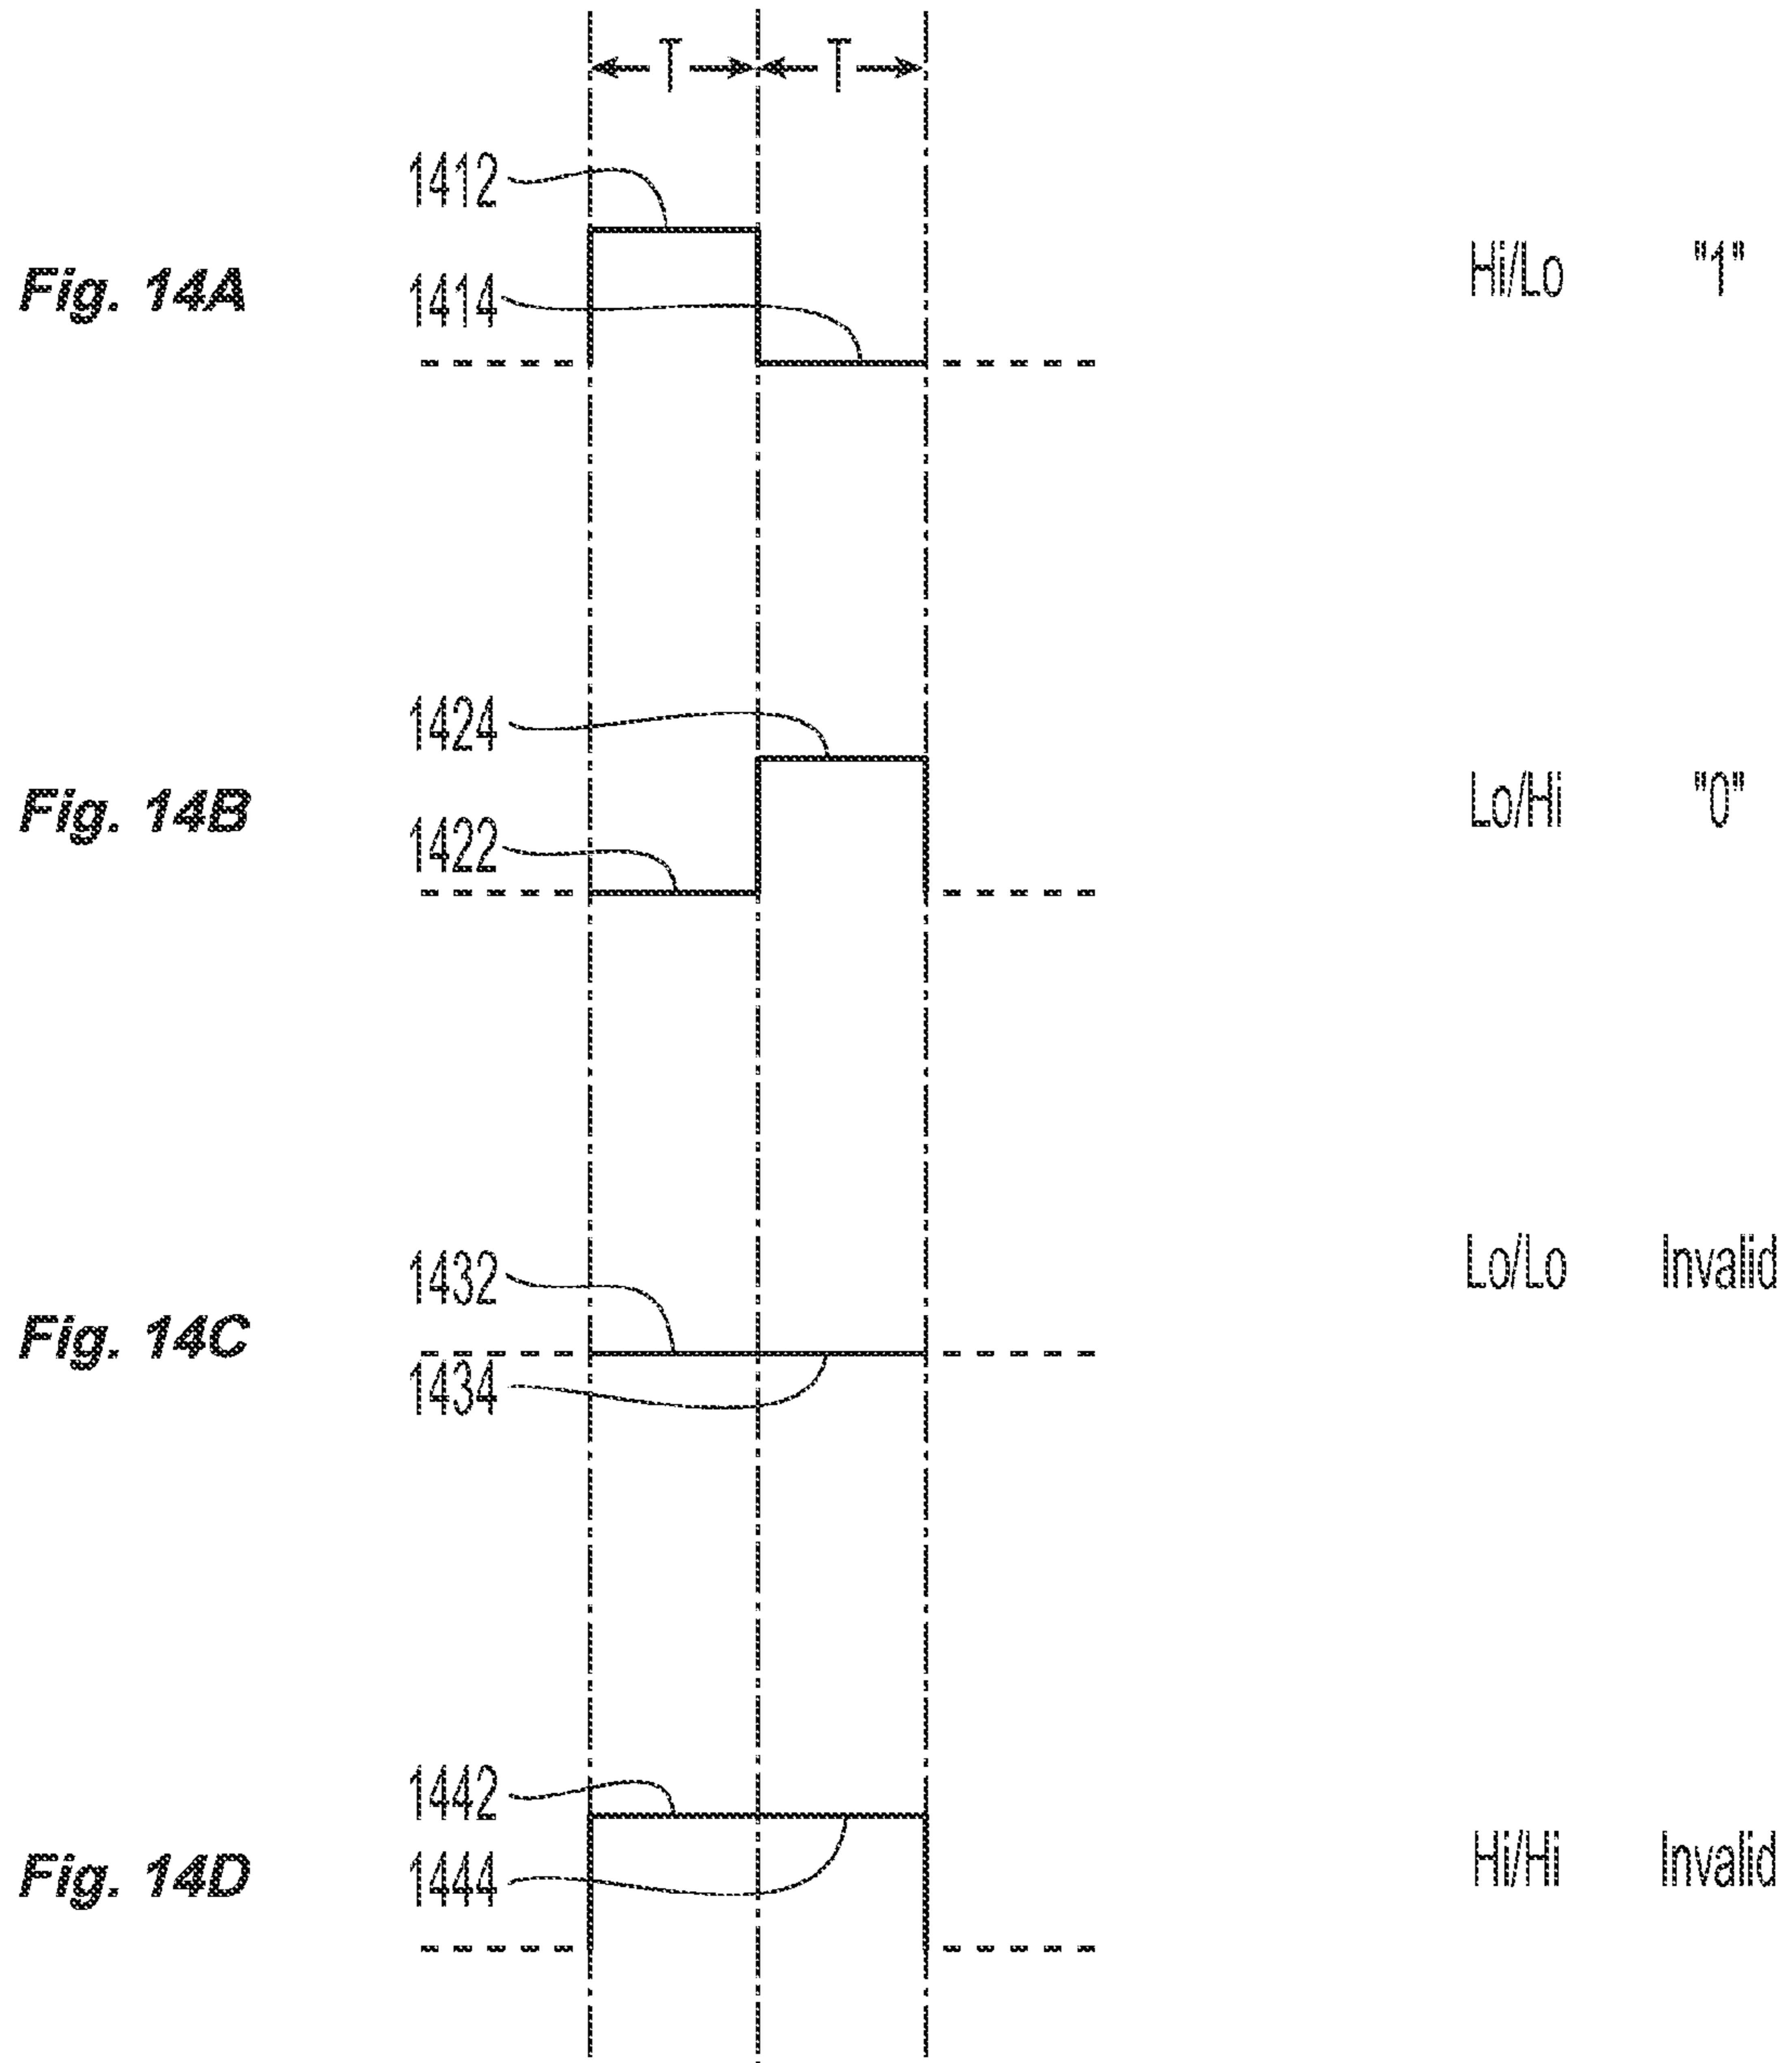 T T
1412
1414
Fig. 14A
Hi/Lo "1"
1424
1422
Fig. 14B
Lo/Hi "0"
1432
1434
Fig. 14C
Lo/Lo Invalid
1442
1444
Fig. 14D
Hi/Hi Invalid